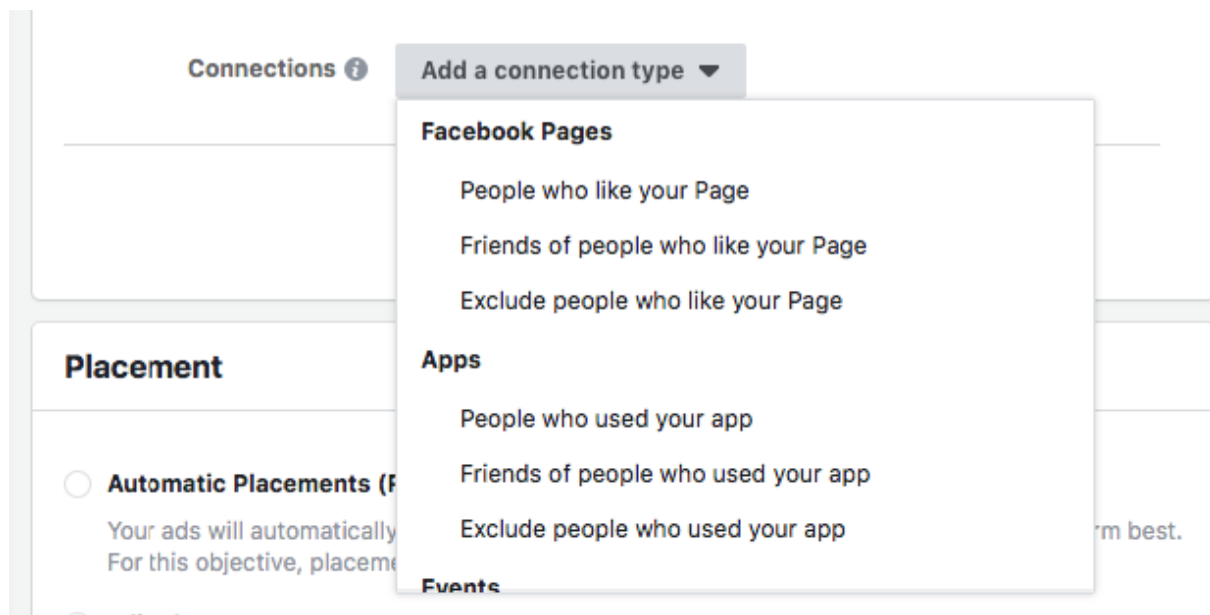 Connections
Add a connection type
Facebook Pages
People who like your Page
Friends of people who like your Page
Exclude people who like your Page
Apps
People who used your app
Friends of people who used your app
Exclude people who used your app
Events
Placement
Automatic Placements (
Your ads will automatically
rm best.
For this objective, placeme